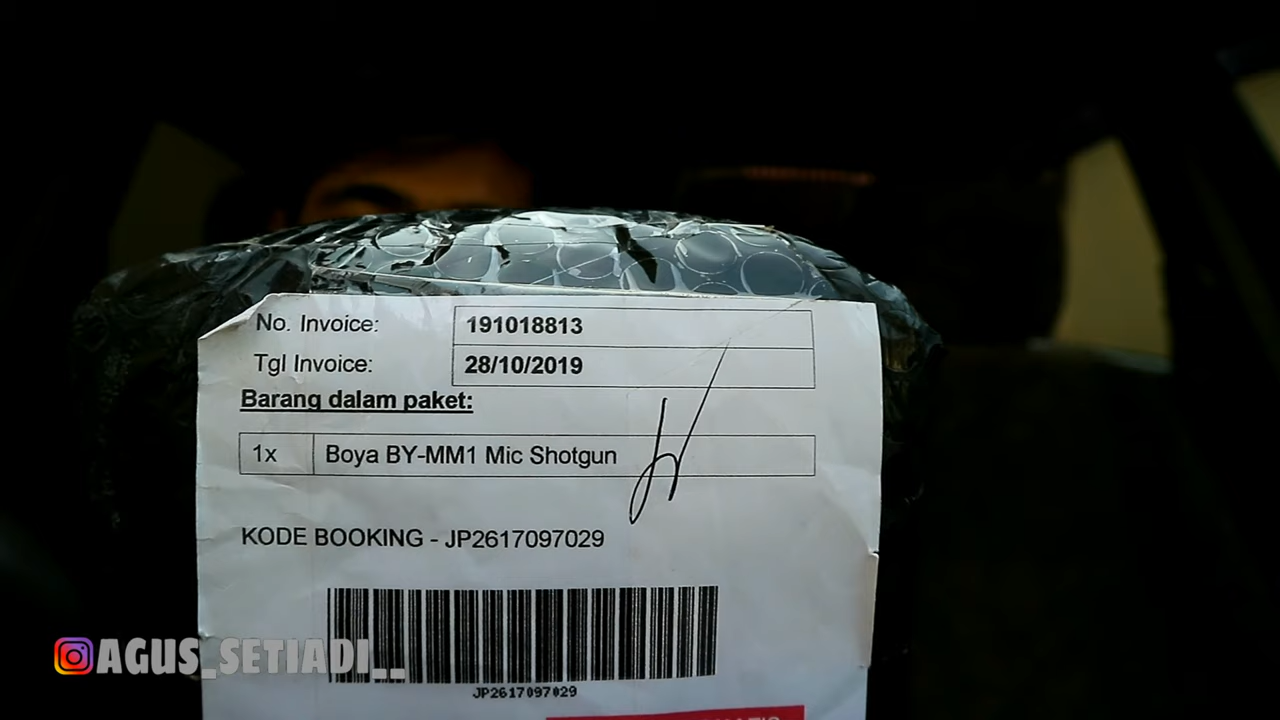 No. Invoice: 191018813
Tgl Invoice: 28/10/2019
Barang dalam paket:
1x Boya BY-MM1 Mic Shotgun
KODE BOOKING - JP2617097029
JP2617097029
AGUS_SETIADI__